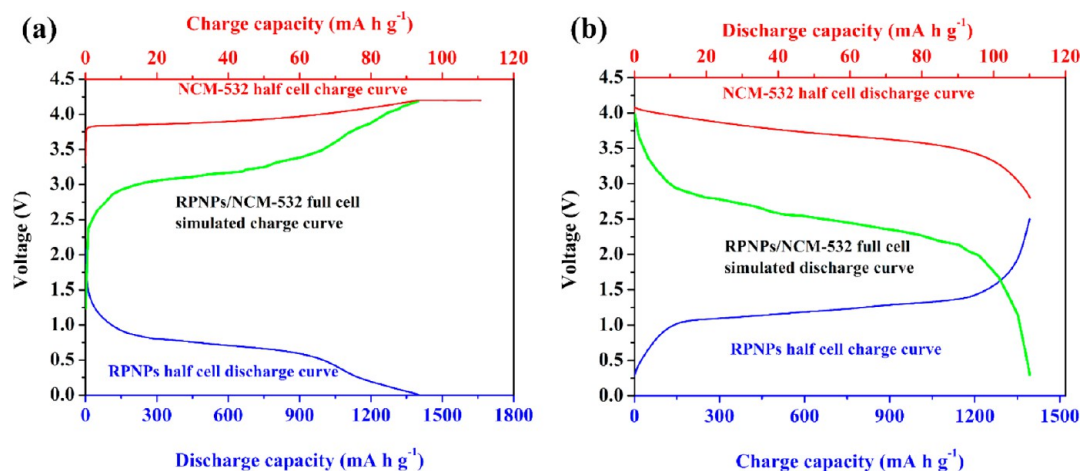 (a)
Charge capacity (mA h g⁻¹)
0 20 40 60 80 100 120
NCM-532 half cell charge curve
RPNPs/NCM-532 full cell
simulated charge curve
RPNPs half cell discharge curve
Voltage (V)
4.5
4.0
3.5
3.0
2.5
2.0
1.5
1.0
0.5
0.0
0 300 600 900 1200 1500 1800
Discharge capacity (mA h g⁻¹)
(b)
Discharge capacity (mA h g⁻¹)
0 20 40 60 80 100 120
NCM-532 half cell discharge curve
RPNPs/NCM-532 full cell
simulated discharge curve
RPNPs half cell charge curve
Voltage (V)
4.5
4.0
3.5
3.0
2.5
2.0
1.5
1.0
0.5
0.0
0 300 600 900 1200 1500
Charge capacity (mA h g⁻¹)